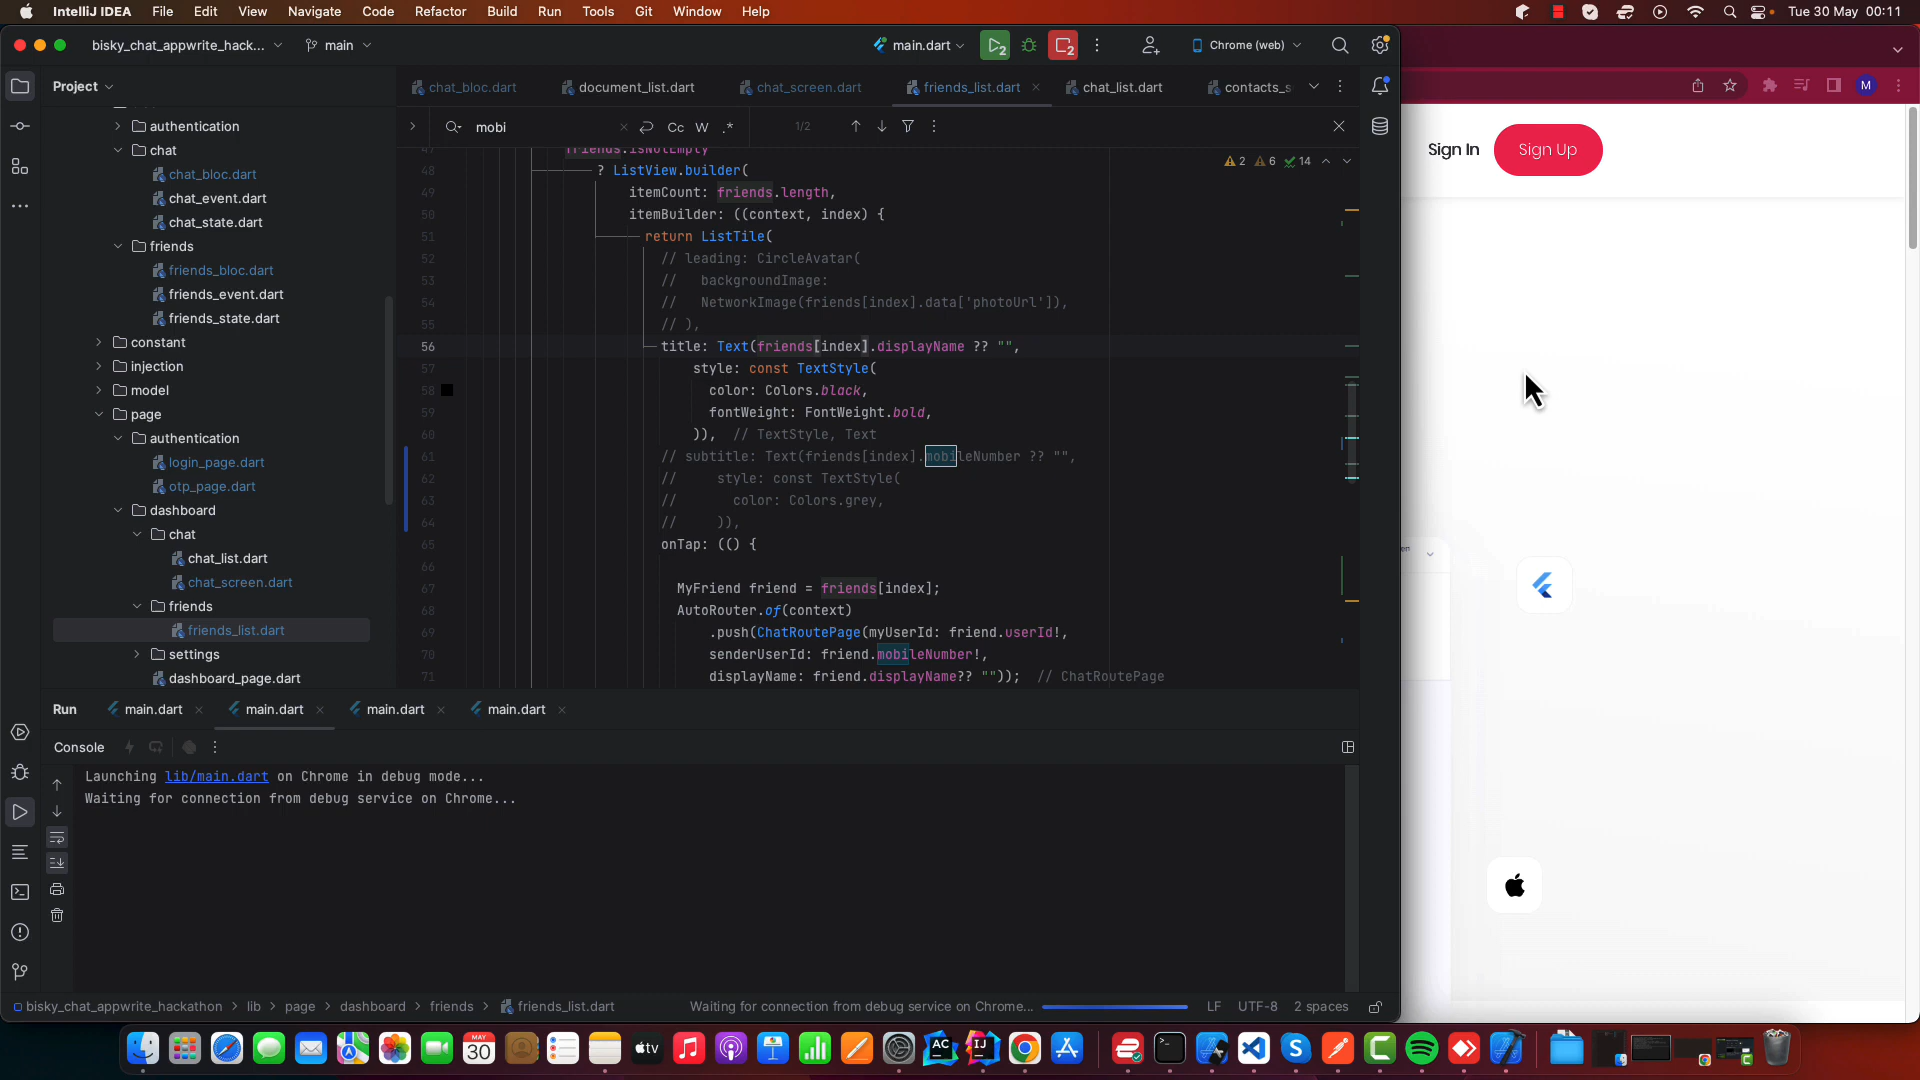 IntelliJ IDEA File Edit View Navigate Code Refactor Build Run Tools Git Window Help Tue 30 May 00:11
bisky_chat_appwrite_hack... main main.dart Chrome (web)
Project chat_bloc.dart document_list.dart chat_screen.dart friends_list.dart chat_list.dart contacts_s
M
mobi Cc W .* 1/2
authentication
chat
chat_bloc.dart
chat_event.dart
chat_state.dart
friends
friends_bloc.dart
friends_event.dart
friends_state.dart
constant
injection
model
page
authentication
login_page.dart
otp_page.dart
dashboard
chat
chat_list.dart
chat_screen.dart
friends
friends_list.dart
settings
dashboard_page.dart
2 6 14
47 friends.isNotEmpty
48 ? ListView.builder(
49 itemCount: friends.length,
50 itemBuilder: ((context, index) {
51 return ListTile(
52 // leading: CircleAvatar(
53 // backgroundImage:
54 // NetworkImage(friends[index].data['photoUrl']),
55 // ),
56 title: Text(friends[index].displayName ?? "",
57 style: const TextStyle(
58 color: Colors.black,
59 fontWeight: FontWeight.bold,
60 )), // TextStyle, Text
61 // subtitle: Text(friends[index].mobileNumber ?? "",
62 // style: const TextStyle(
63 // color: Colors.grey,
64 // )),
65 onTap: (() {
66
67 MyFriend friend = friends[index];
68 AutoRouter.of(context)
69 .push(ChatRoutePage(myUserId: friend.userId!,
70 senderUserId: friend.mobileNumber!,
71 displayName: friend.displayName?? "")); // ChatRoutePage
Sign In Sign Up
Run main.dart main.dart main.dart main.dart
Console
Launching lib/main.dart on Chrome in debug mode...
Waiting for connection from debug service on Chrome...
bisky_chat_appwrite_hackathon > lib > page > dashboard > friends > friends_list.dart Waiting for connection from debug service on Chrome... LF UTF-8 2 spaces
MAY
30
tv
AC